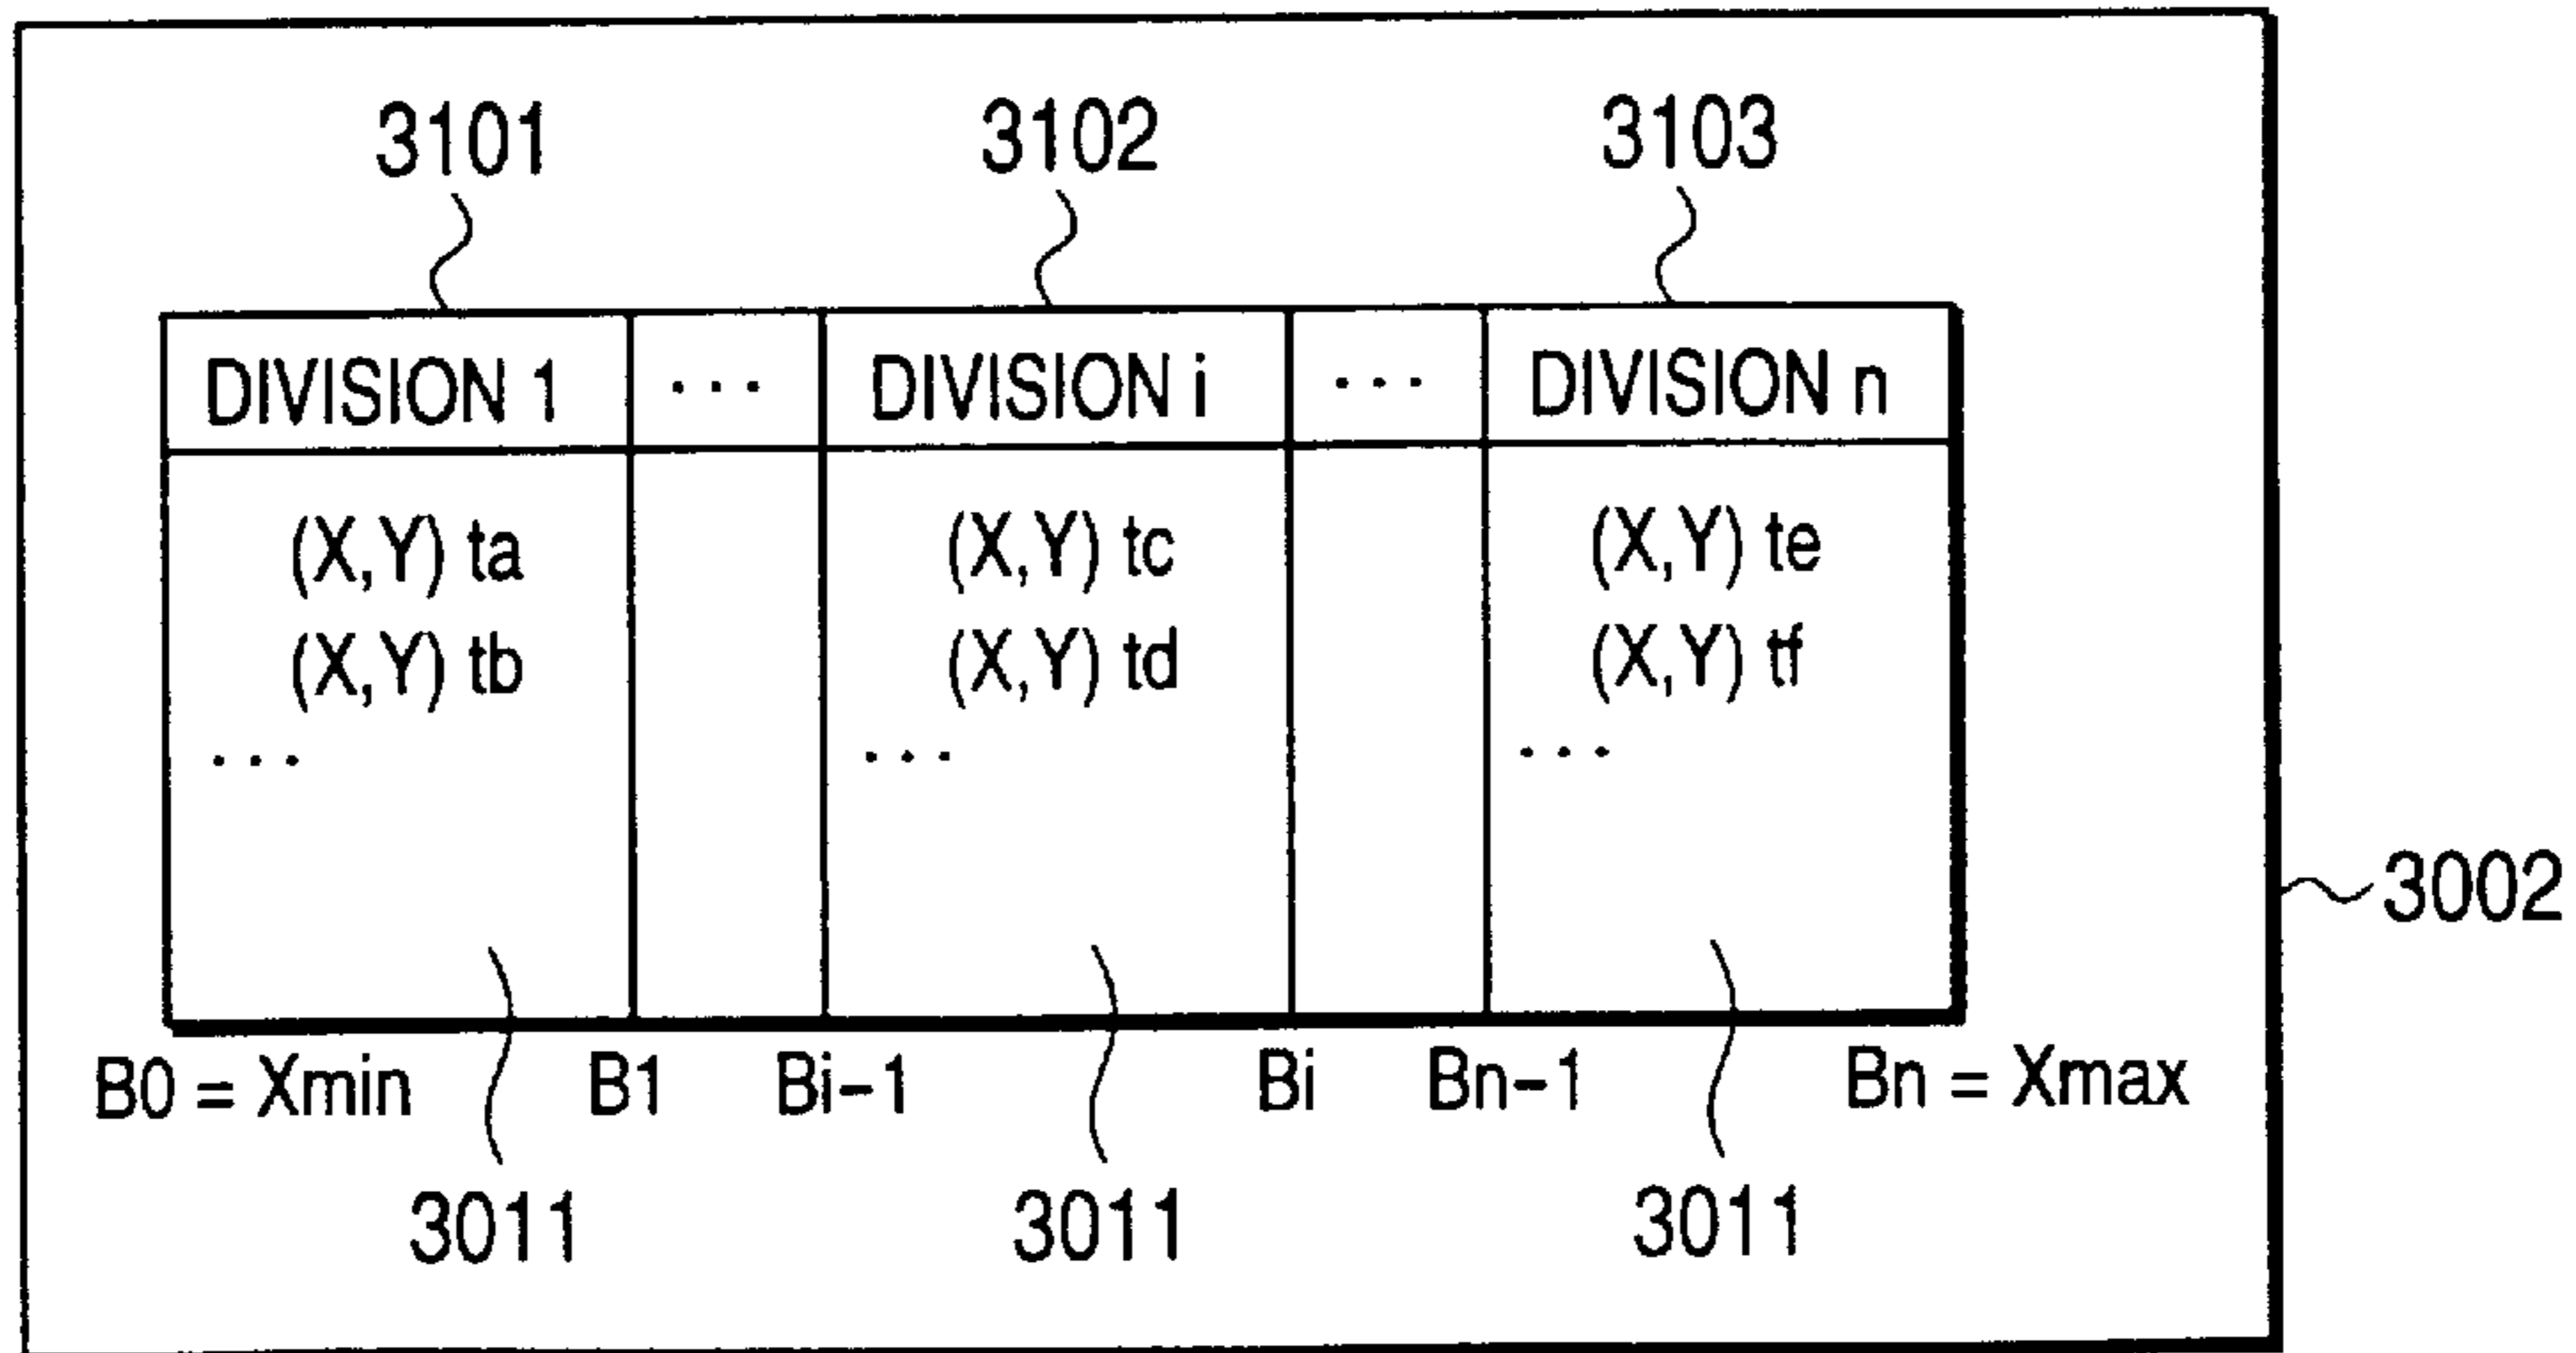 3101 3102 3103
DIVISION 1 ... DIVISION i ... DIVISION n
(X,Y) ta (X,Y) tc (X,Y) te
(X,Y) tb (X,Y) td (X,Y) tf
... ... ...
3002
B0 = Xmin B1 Bi-1 Bi Bn-1 Bn = Xmax
3011 3011 3011